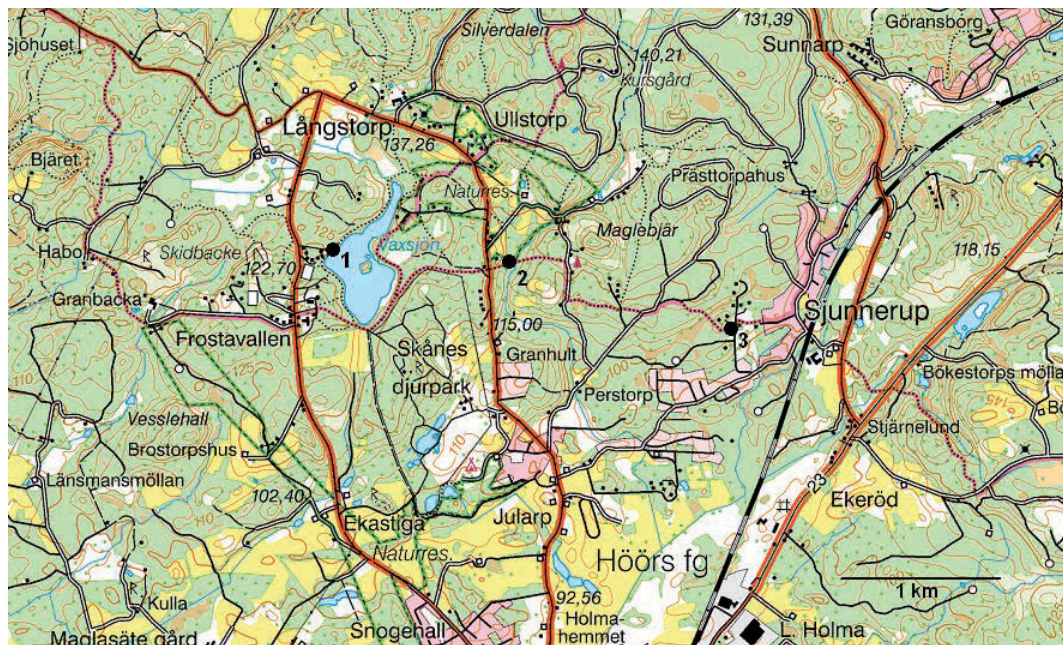 131,39
Göransborg
Silverdalen
Sjöhuset
Sunnarp
140,21
Kursgård
Långstorp
Ullstorp
137,26
Bjäret
Naturres.
Prästtorpahus
Maglebjär
Habo
Skidbacke
1
Vaxsjön
118,15
122,70
2
Granbacka
Sjunnerup
Frostavallen
115,00
3
Skånes
djurpark
Granhult
Bökestorps mölla
Perstorp
Vesslehall
110
Stjärnelund
Brostorpshus
Länsmansmöllan
102,40
23
Ekeröd
Ekastiga
Jularp
Naturres.
Höörs fg
1 km
Kulla
92,56
Holma-
hemmet
Maglasäte gård
Snogehall
L. Holma